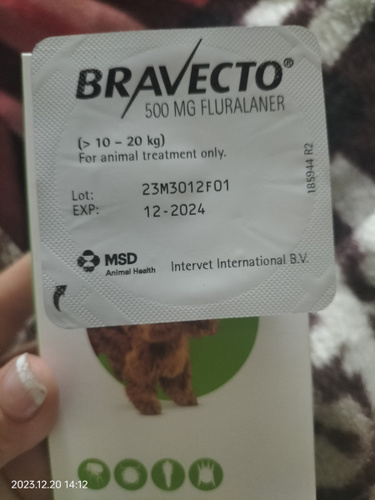 BRAVECTO®
500 MG FLURALANER
(> 10 – 20 kg)
For animal treatment only.
Lot: 23M3012F01
EXP: 12-2024
185944 R2
MSD
Animal Health
Intervet International B.V.
2023.12.20 14:12